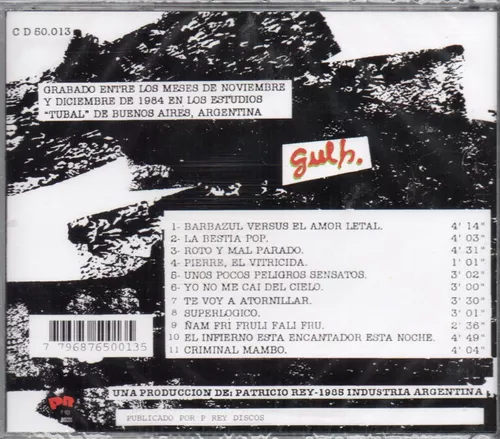 CD 50.013
GRABADO ENTRE LOS MESES DE NOVIEMBRE
Y DICIEMBRE DE 1984 EN LOS ESTUDIOS
"TUBAL" DE BUENOS AIRES, ARGENTINA
gulp.
1- BARBAZUL VERSUS EL AMOR LETAL. 4' 14"
2- LA BESTIA POP. 4' 03"
3- ROTO Y MAL PARADO. 4' 31"
4- PIERRE, EL VITRICIDA. 1' 01"
5- UNOS POCOS PELIGROS SENSATOS. 3' 02"
6- YO NO ME CAI DEL CIELO. 3' 00"
7 TE VOY A ATORNILLAR. 3' 30"
8 SUPERLOGICO. 3' 01"
9 ÑAM FRI FRULI FALI FRU. 2' 36"
10 EL INFIERNO ESTA ENCANTADOR ESTA NOCHE. 4' 49"
11 CRIMINAL MAMBO. 4' 04"
7 796876500135
PR
UNA PRODUCCION DE: PATRICIO REY-1985 INDUSTRIA ARGENTINA
PUBLICADO POR P REY DISCOS